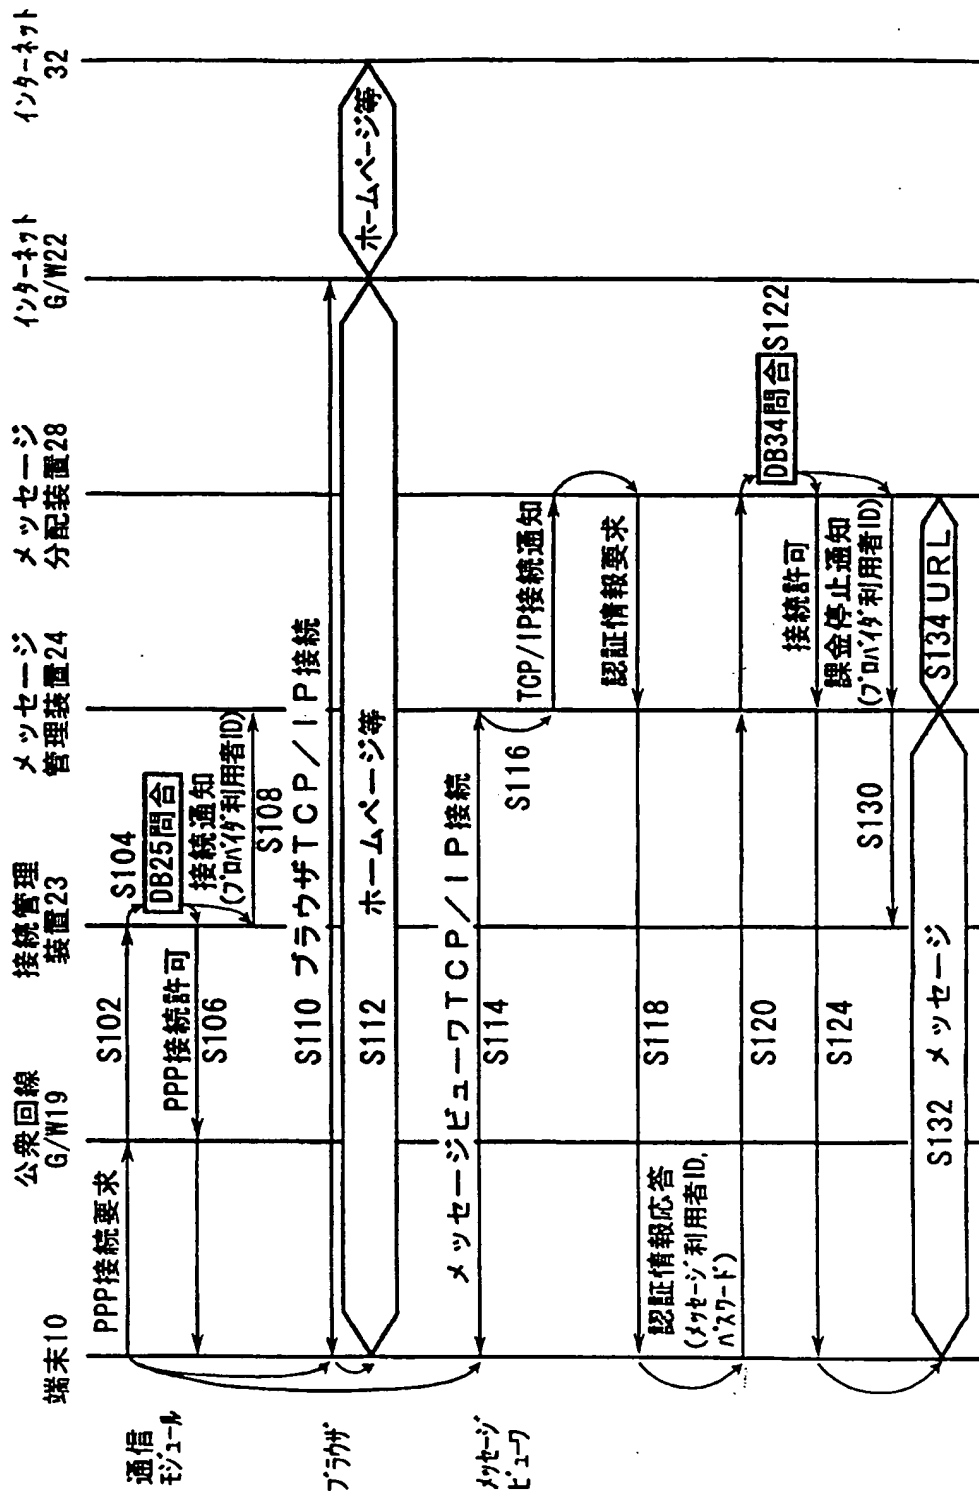 端末10
公衆回線
G/W19
接続管理
装置23
メッセージ
管理装置24
メッセージ
分配装置28
インターネット
G/W22
インターネット
32
通信
モジュール
PPP接続要求
S102
S104
DB25問合
PPP接続許可
S106
接続通知
(プロバイダ利用者ID)
S108
ブラウザ
S110 ブラウザTCP/IP接続
S112
ホームページ等
ホームページ等
メッセージ
ビューワ
メッセージビューワTCP/IP接続
S114
S116
TCP/IP接続通知
認証情報要求
S118
認証情報応答
(メッセージ利用者ID,
パスワード)
S120
DB34問合
S122
接続許可
S124
課金停止通知
(プロバイダ利用者ID)
S130
S132 メッセージ
S134 URL